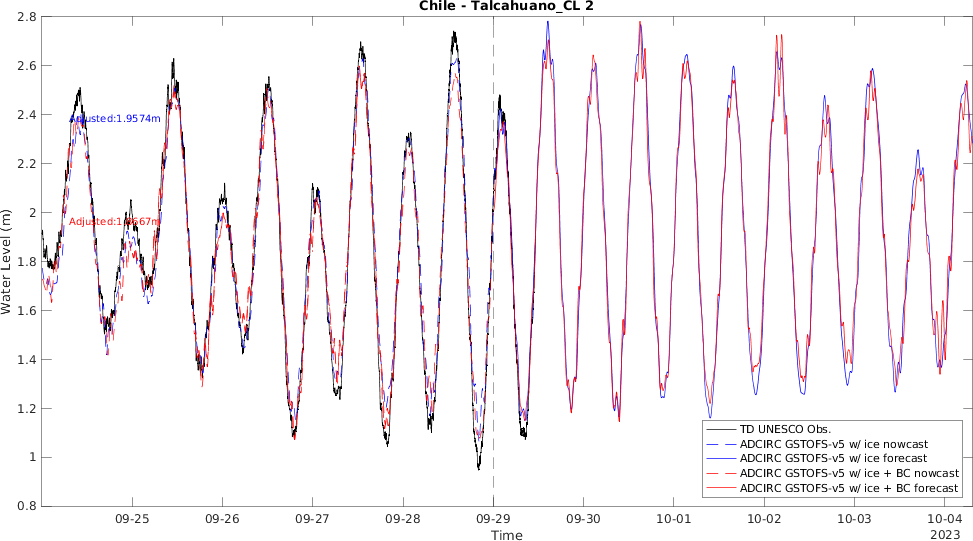 Chile - Talcahuano_CL 2
Water Level (m)
2.8
2.6
2.4
2.2
2
1.8
1.6
1.4
1.2
1
0.8
Adjusted:1.9574m
TD UNESCO Obs.
ADCIRC GSTOFS-v5 w/ ice nowcast
ADCIRC GSTOFS-v5 w/ ice forecast
ADCIRC GSTOFS-v5 w/ ice + BC nowcast
ADCIRC GSTOFS-v5 w/ ice + BC forecast
09-25
09-26
09-27
09-28
09-29
09-30
10-01
10-02
10-03
10-04
Time
2023